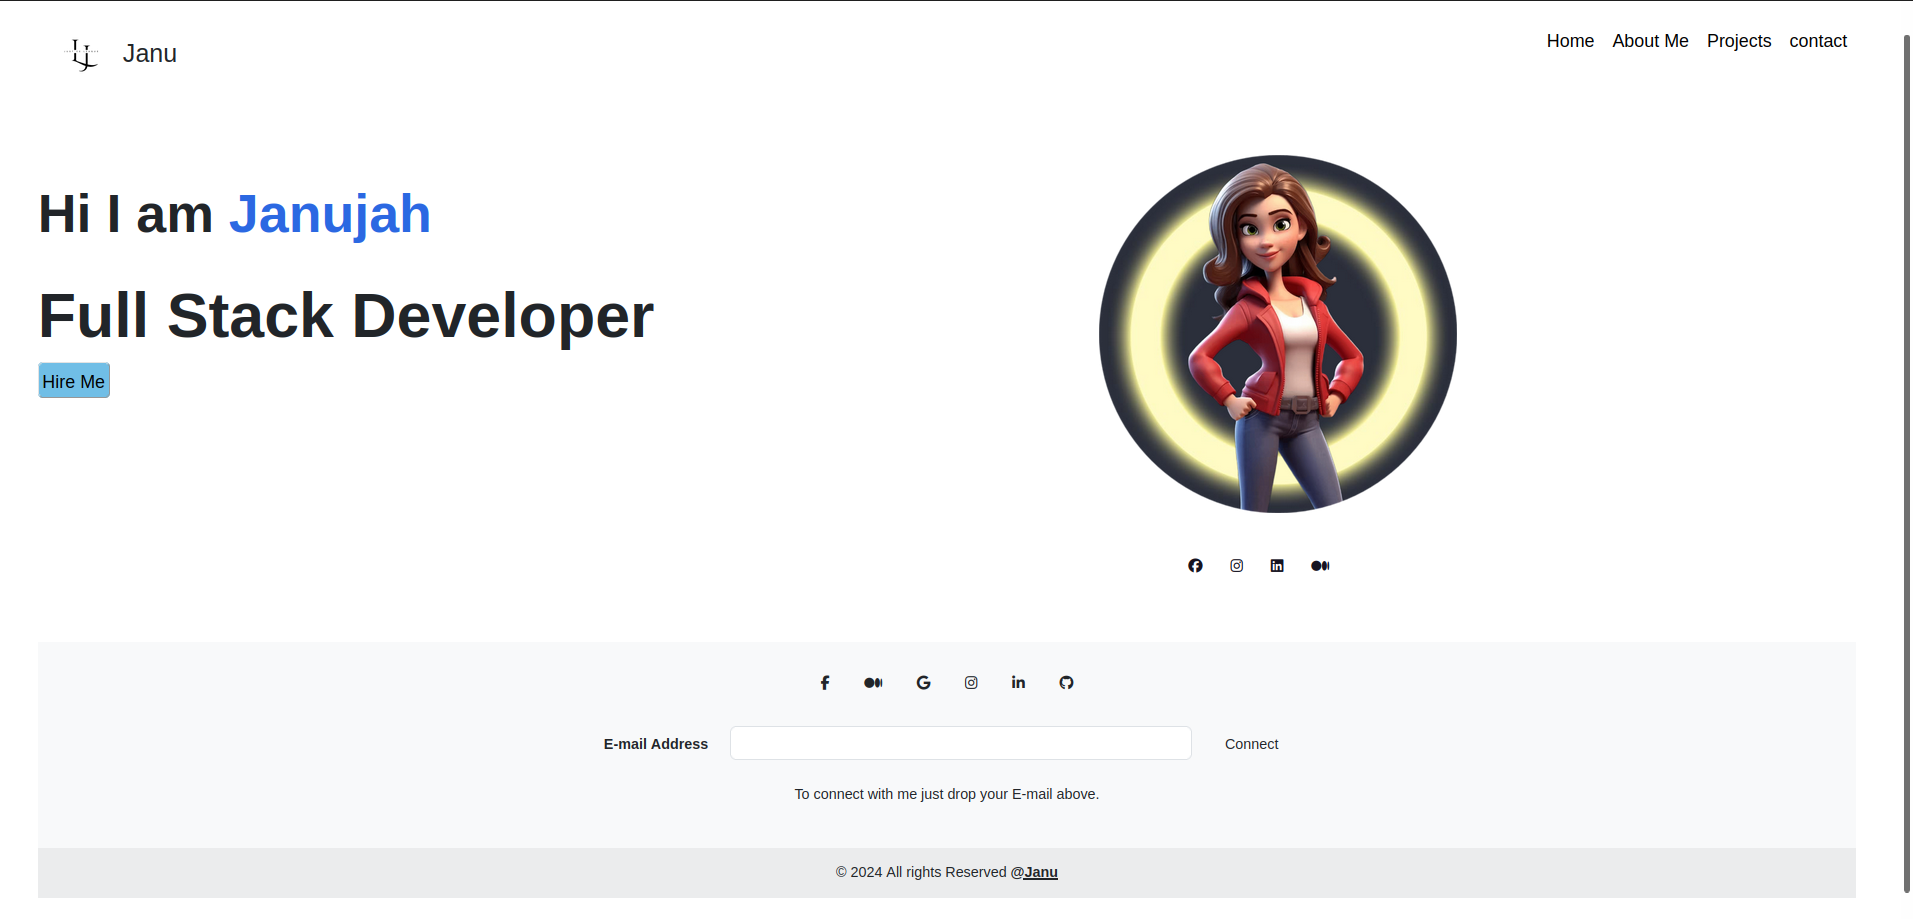 Janu
Home About Me Projects contact
Hi I am Janujah
Full Stack Developer
Hire Me
E-mail Address
Connect
To connect with me just drop your E-mail above.
© 2024 All rights Reserved @Janu